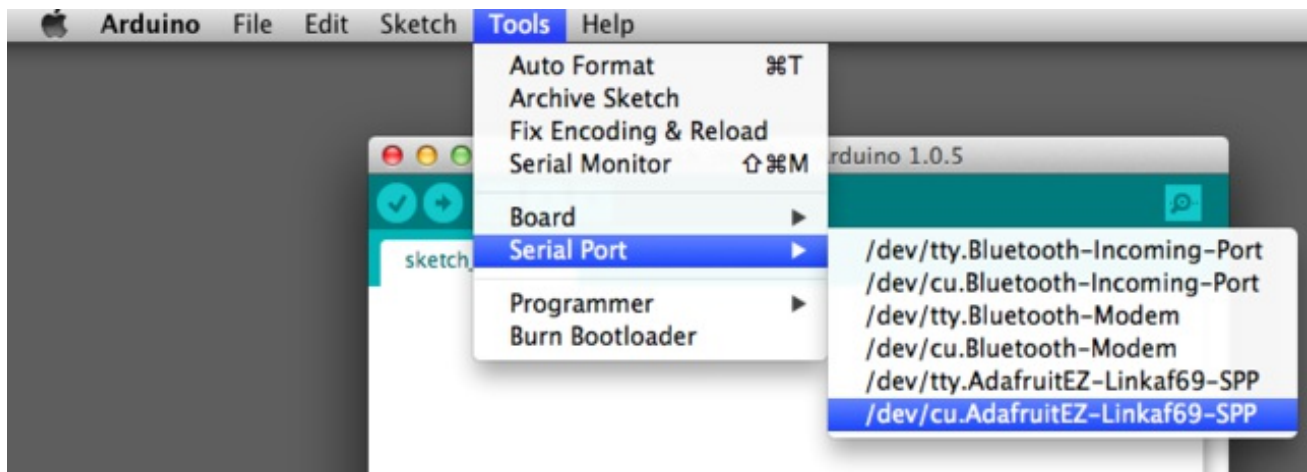 Arduino File Edit Sketch Tools Help
Auto Format ⌘T
Archive Sketch
Fix Encoding & Reload
Serial Monitor ⇧⌘M
rduino 1.0.5
Board
sketch_
Serial Port
Programmer
Burn Bootloader
/dev/tty.Bluetooth-Incoming-Port
/dev/cu.Bluetooth-Incoming-Port
/dev/tty.Bluetooth-Modem
/dev/cu.Bluetooth-Modem
/dev/tty.AdafruitEZ-Linkaf69-SPP
/dev/cu.AdafruitEZ-Linkaf69-SPP